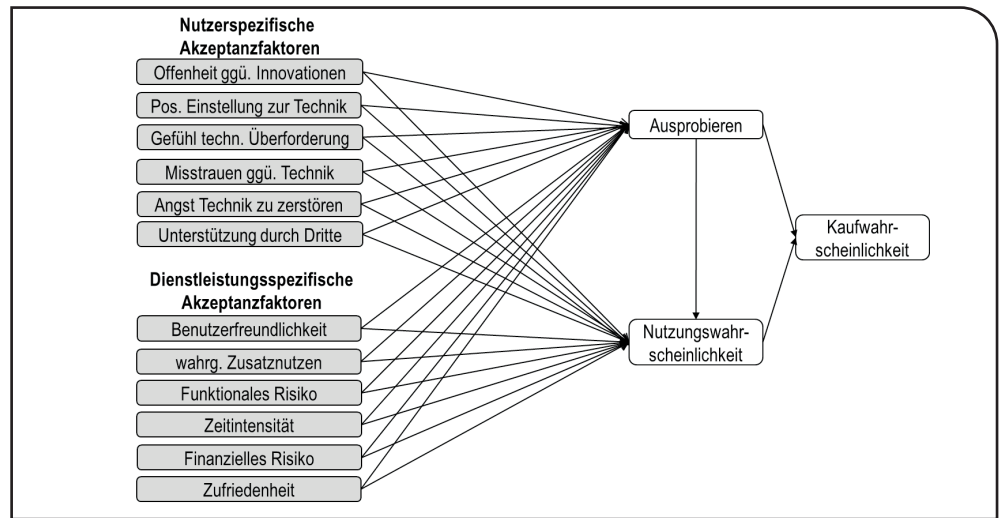 Nutzerspezifische
Akzeptanzfaktoren
Offenheit ggü. Innovationen
Pos. Einstellung zur Technik
Gefühl techn. Überforderung
Misstrauen ggü. Technik
Angst Technik zu zerstören
Unterstützung durch Dritte
Dienstleistungsspezifische
Akzeptanzfaktoren
Benutzerfreundlichkeit
wahrg. Zusatznutzen
Funktionales Risiko
Zeitintensität
Finanzielles Risiko
Zufriedenheit
Ausprobieren
Nutzungswahr-
scheinlichkeit
Kaufwahr-
scheinlichkeit